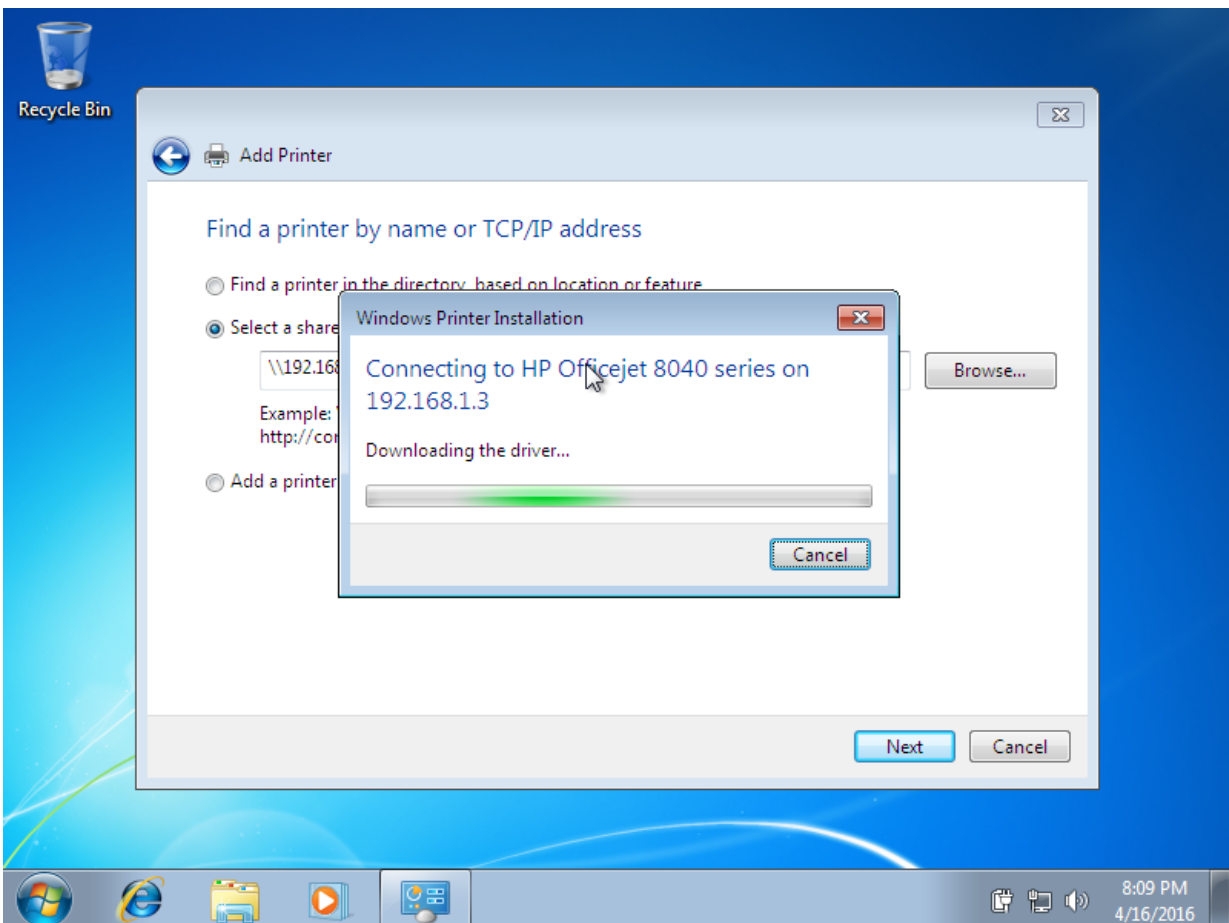 Recycle Bin
Add Printer
Find a printer by name or TCP/IP address
Find a printer in the directory, based on location or feature
Select a share
\\192.168
Browse...
Example:
http://con
Add a printer
Windows Printer Installation
Connecting to HP Officejet 8040 series on
192.168.1.3
Downloading the driver...
Cancel
Next
Cancel
8:09 PM
4/16/2016